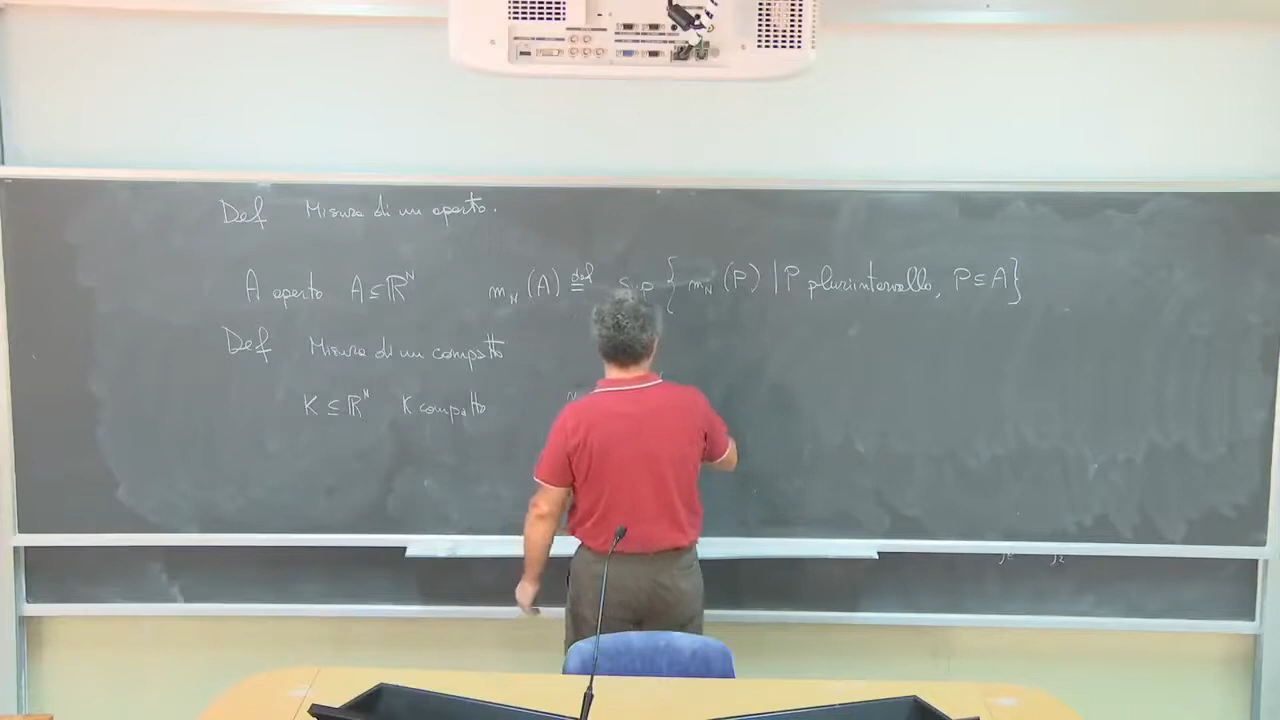 Def Misura di un aperto.
A aperto A ⊆ ℝᴺ m_N (A) ≝ sup { m_N (P) | P plurintervallo, P ⊆ A }
Def Misura di un compatto
K ⊆ ℝᴺ K compatto